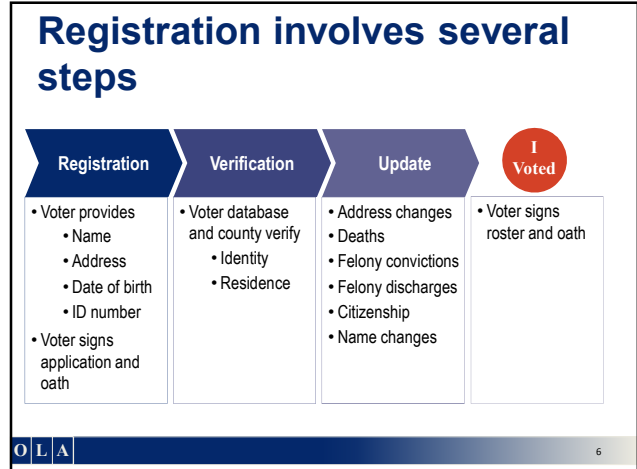 Registration involves several
steps
Registration
• Voter provides
• Name
• Address
• Date of birth
• ID number
• Voter signs
application and
oath
Verification
• Voter database
and county verify
• Identity
• Residence
Update
• Address changes
• Deaths
• Felony convictions
• Felony discharges
• Citizenship
• Name changes
I
Voted
• Voter signs
roster and oath
O L A
6